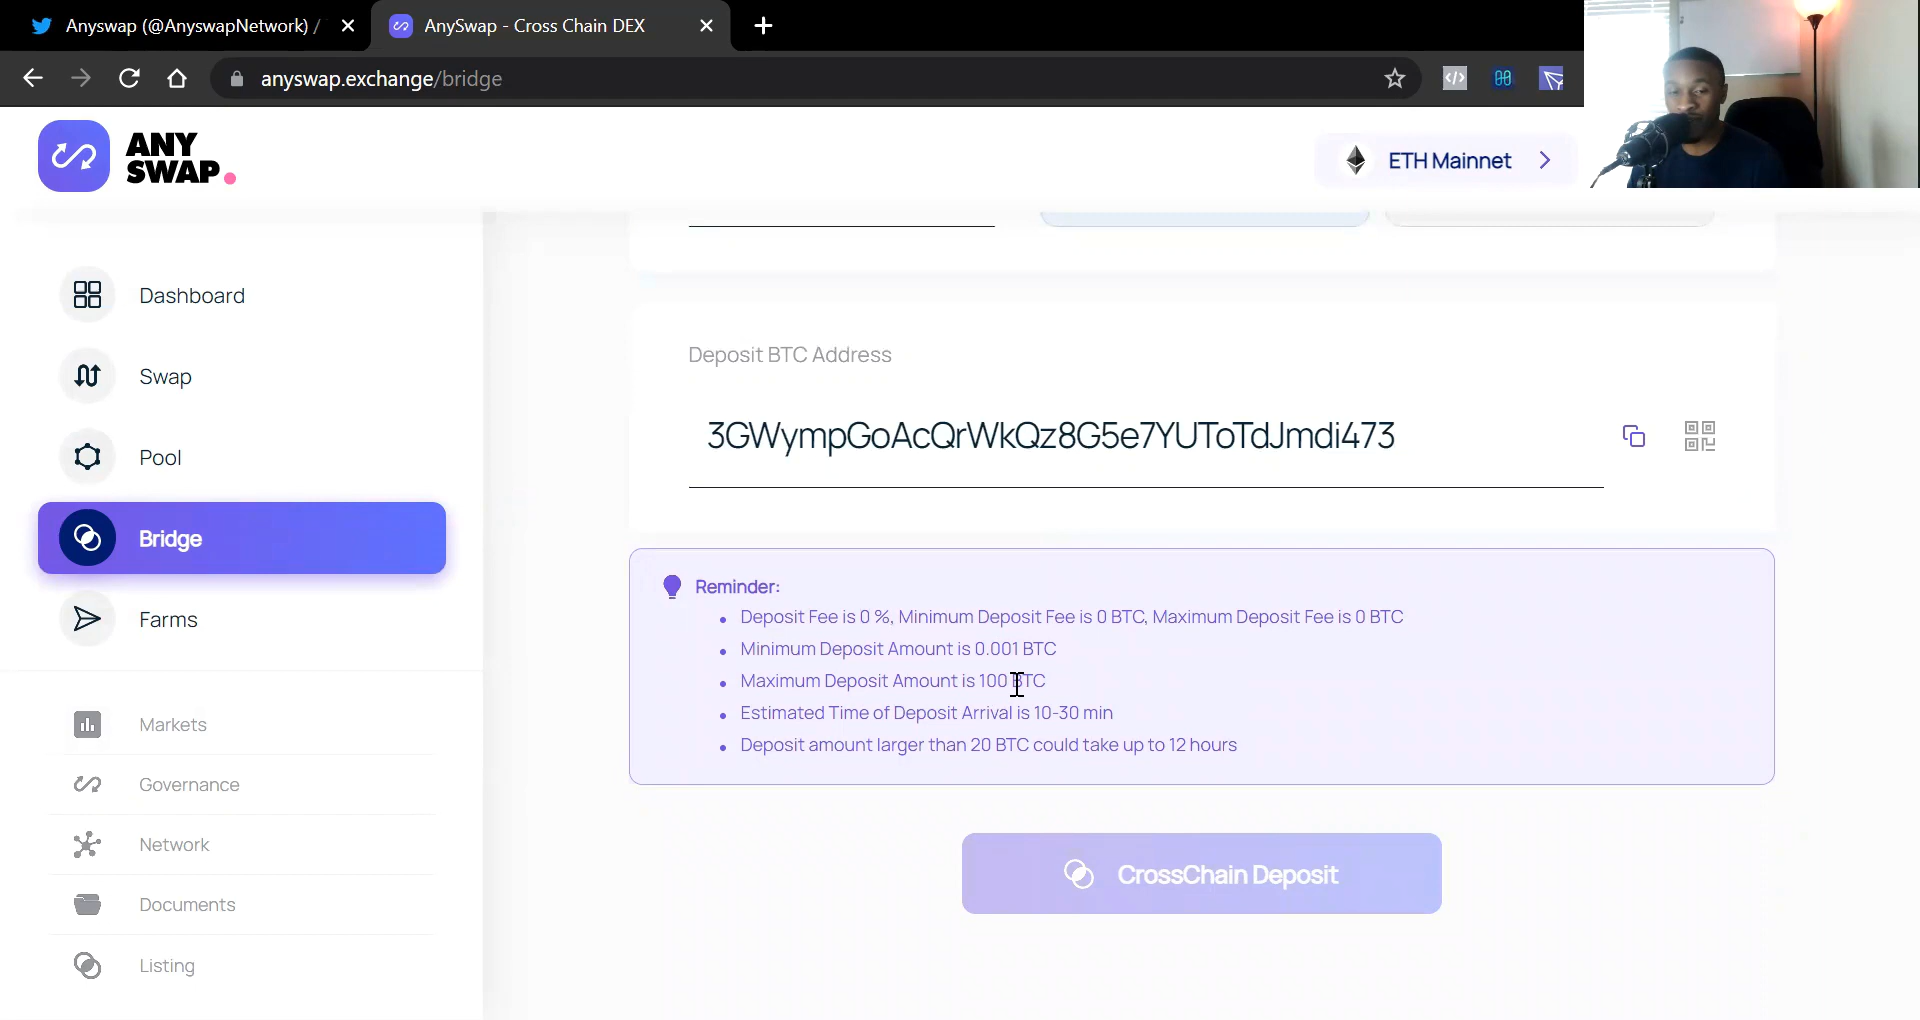 Anyswap (@AnyswapNetwork) /
AnySwap - Cross Chain DEX
anyswap.exchange/bridge
ANY
SWAP
ETH Mainnet
Dashboard
Swap
Pool
Bridge
Farms
Markets
Governance
Network
Documents
Listing
Deposit BTC Address
3GWympGoAcQrWkQz8G5e7YUToTdJmdi473
Reminder:
Deposit Fee is 0 %, Minimum Deposit Fee is 0 BTC, Maximum Deposit Fee is 0 BTC
Minimum Deposit Amount is 0.001 BTC
Maximum Deposit Amount is 100 BTC
Estimated Time of Deposit Arrival is 10-30 min
Deposit amount larger than 20 BTC could take up to 12 hours
CrossChain Deposit